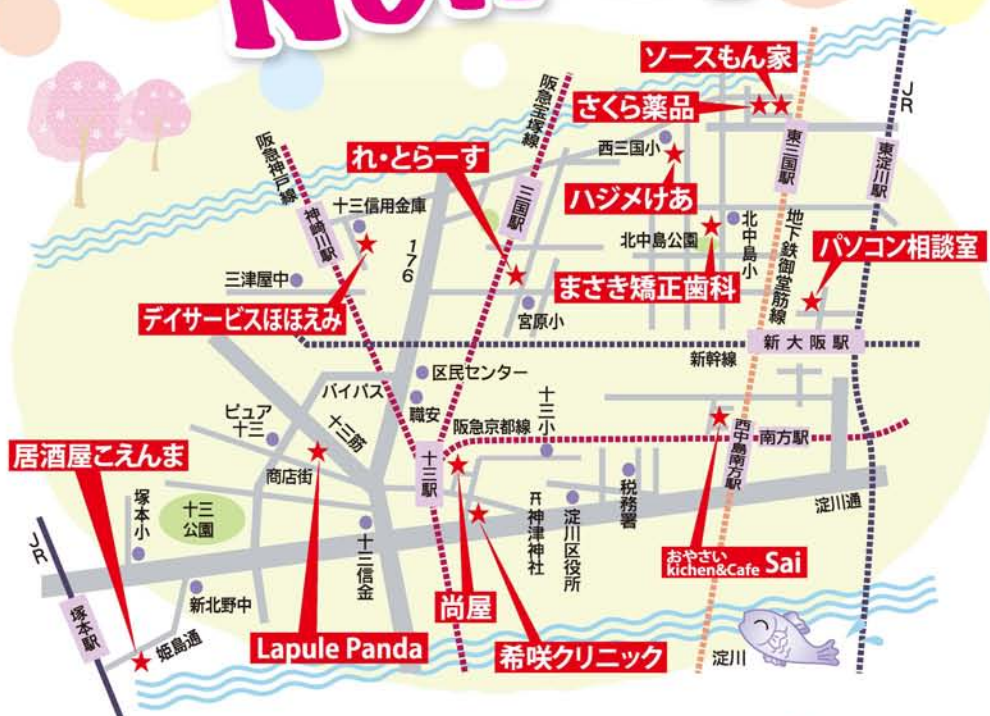 ソースもん家
さくら薬品
JR
阪急宝塚線
阪急神戸線
れ・とらーす
西三国小
東三国駅
東淀川駅
ハジメけあ
三国駅
十三信用金庫
神崎川駅
176
北中島公園
北中島小
地下鉄御堂筋線
パソコン相談室
三津屋中
まさき矯正歯科
デイサービスほほえみ
宮原小
新大阪駅
新幹線
区民センター
バイパス
職安
十三小
ピュア
十三
十三筋
阪急京都線
西中島南方駅
南方駅
居酒屋こえんま
商店街
十三駅
塚本小
十三
公園
税務署
淀川通
神津神社
淀川区役所
JR
十三信金
おやさい
kichen&Cafe Sai
新北野中
尚屋
塚本駅
姫島通
Lapule Panda
希咲クリニック
淀川